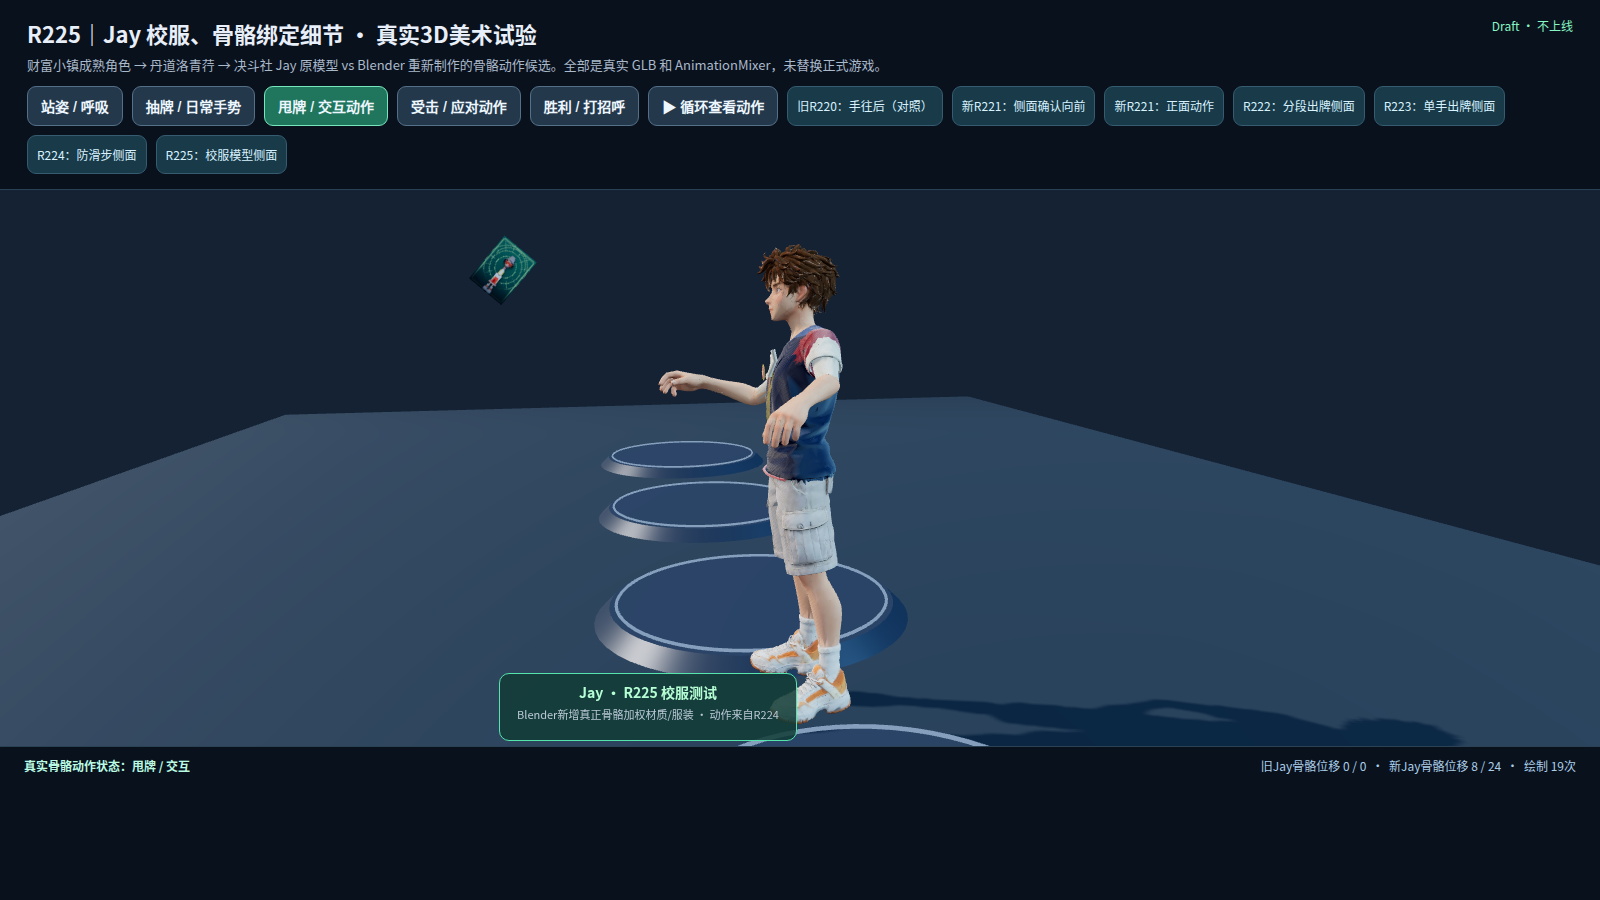 R225｜Jay 校服、骨骼绑定细节 · 真实3D美术试验
Draft · 不上线
财富小镇成熟角色 → 丹道洛青荇 → 决斗社 Jay 原模型 vs Blender 重新制作的骨骼动作候选。全部是真实 GLB 和 AnimationMixer，未替换正式游戏。
站姿 / 呼吸
抽牌 / 日常手势
甩牌 / 交互动作
受击 / 应对动作
胜利 / 打招呼
▶ 循环查看动作
旧R220：手往后（对照）
新R221：侧面确认向前
新R221：正面动作
R222：分段出牌侧面
R223：单手出牌侧面
R224：防滑步侧面
R225：校服模型侧面
Jay · R225 校服测试
Blender新增真正骨骼加权材质/服装 · 动作来自R224
真实骨骼动作状态：甩牌 / 交互
旧Jay骨骼位移 0 / 0 · 新Jay骨骼位移 8 / 24 · 绘制 19次